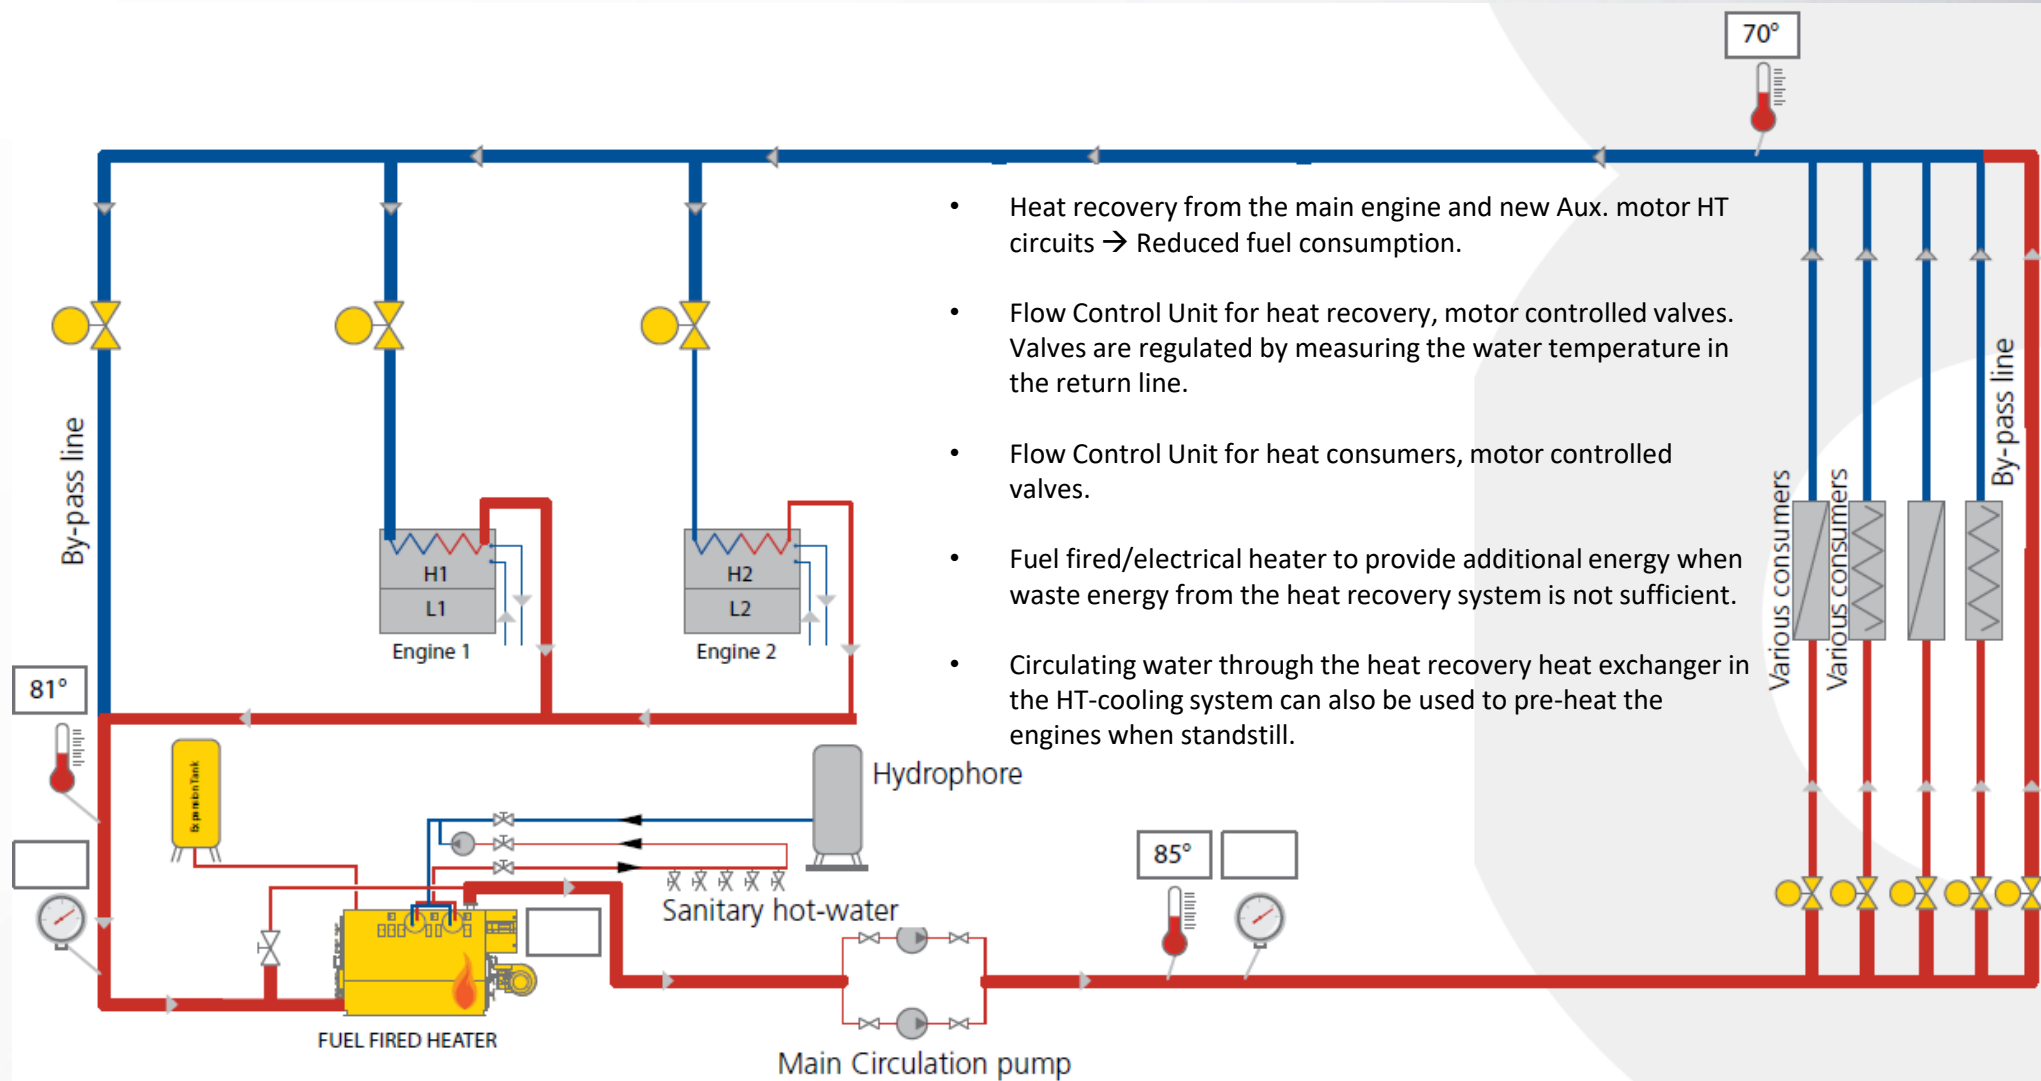 70°
• Heat recovery from the main engine and new Aux. motor HT
circuits → Reduced fuel consumption.
• Flow Control Unit for heat recovery, motor controlled valves.
Valves are regulated by measuring the water temperature in
the return line.
• Flow Control Unit for heat consumers, motor controlled
valves.
• Fuel fired/electrical heater to provide additional energy when
waste energy from the heat recovery system is not sufficient.
• Circulating water through the heat recovery heat exchanger in
the HT-cooling system can also be used to pre-heat the
engines when standstill.
By-pass line
H1
L1
Engine 1
H2
L2
Engine 2
Various consumers
Various consumers
By-pass line
81°
Expansion Tank
Hydrophore
Sanitary hot-water
85°
FUEL FIRED HEATER
Main Circulation pump